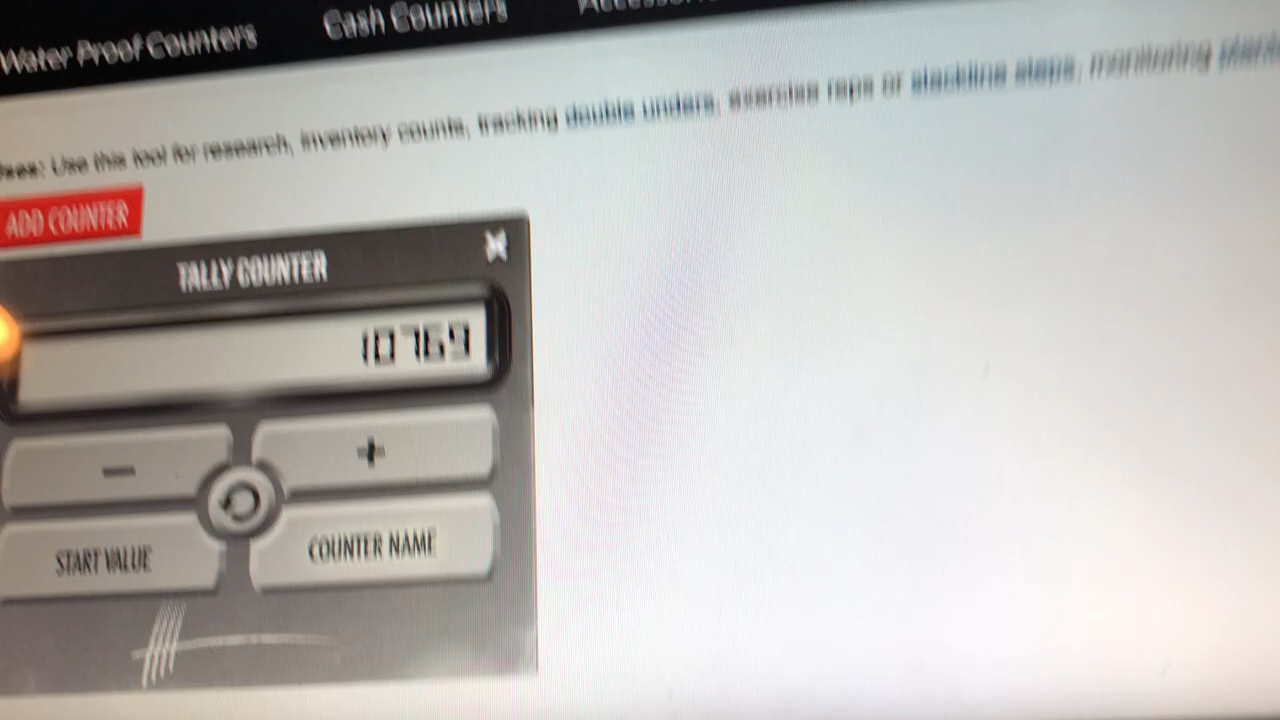 Water Proof Counters Cash Counters
Use this tool for research, inventory counts, tracking double unders, exercise reps or slackline steps, monitoring
ADD COUNTER
TALLY COUNTER
10769
− +
START VALUE COUNTER NAME